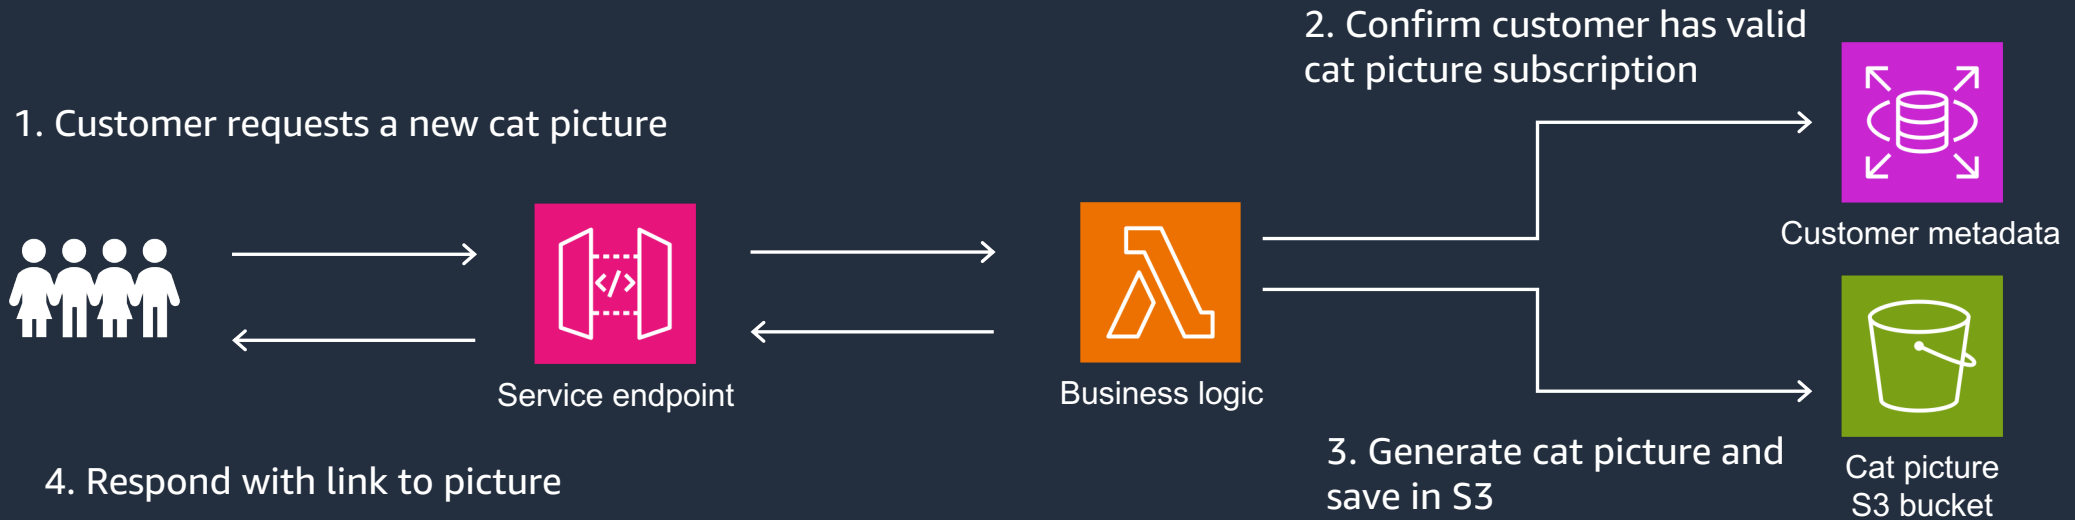 2. Confirm customer has valid
cat picture subscription
1. Customer requests a new cat picture
</>
Customer metadata
Service endpoint
Business logic
3. Generate cat picture and
save in S3
4. Respond with link to picture
Cat picture
S3 bucket